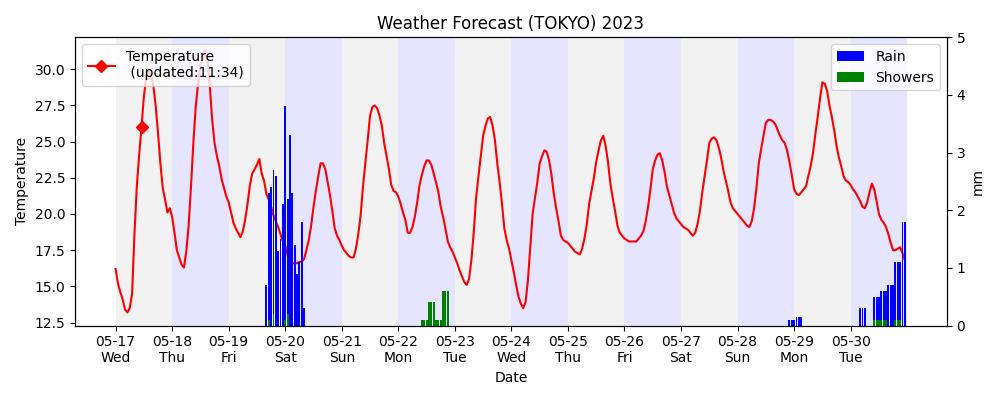 Weather Forecast (TOKYO) 2023
Temperature
(updated:11:34)
Rain
Showers
Temperature
30.0
27.5
25.0
22.5
20.0
17.5
15.0
12.5
5
4
3
2
1
0
mm
05-17 05-18 05-19 05-20 05-21 05-22 05-23 05-24 05-25 05-26 05-27 05-28 05-29 05-30
Wed Thu Fri Sat Sun Mon Tue Wed Thu Fri Sat Sun Mon Tue
Date